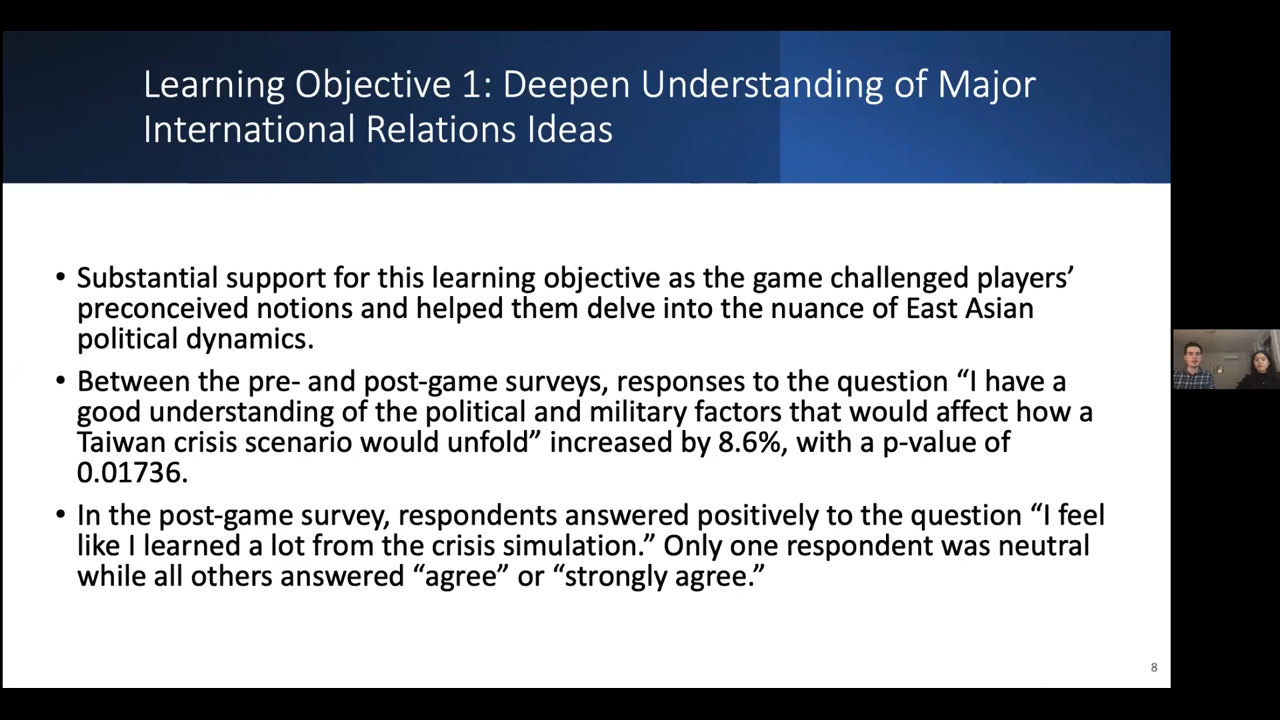 Learning Objective 1: Deepen Understanding of Major
International Relations Ideas
• Substantial support for this learning objective as the game challenged players’
preconceived notions and helped them delve into the nuance of East Asian
political dynamics.
• Between the pre- and post-game surveys, responses to the question “I have a
good understanding of the political and military factors that would affect how a
Taiwan crisis scenario would unfold” increased by 8.6%, with a p-value of
0.01736.
• In the post-game survey, respondents answered positively to the question “I feel
like I learned a lot from the crisis simulation.” Only one respondent was neutral
while all others answered “agree” or “strongly agree.”
8